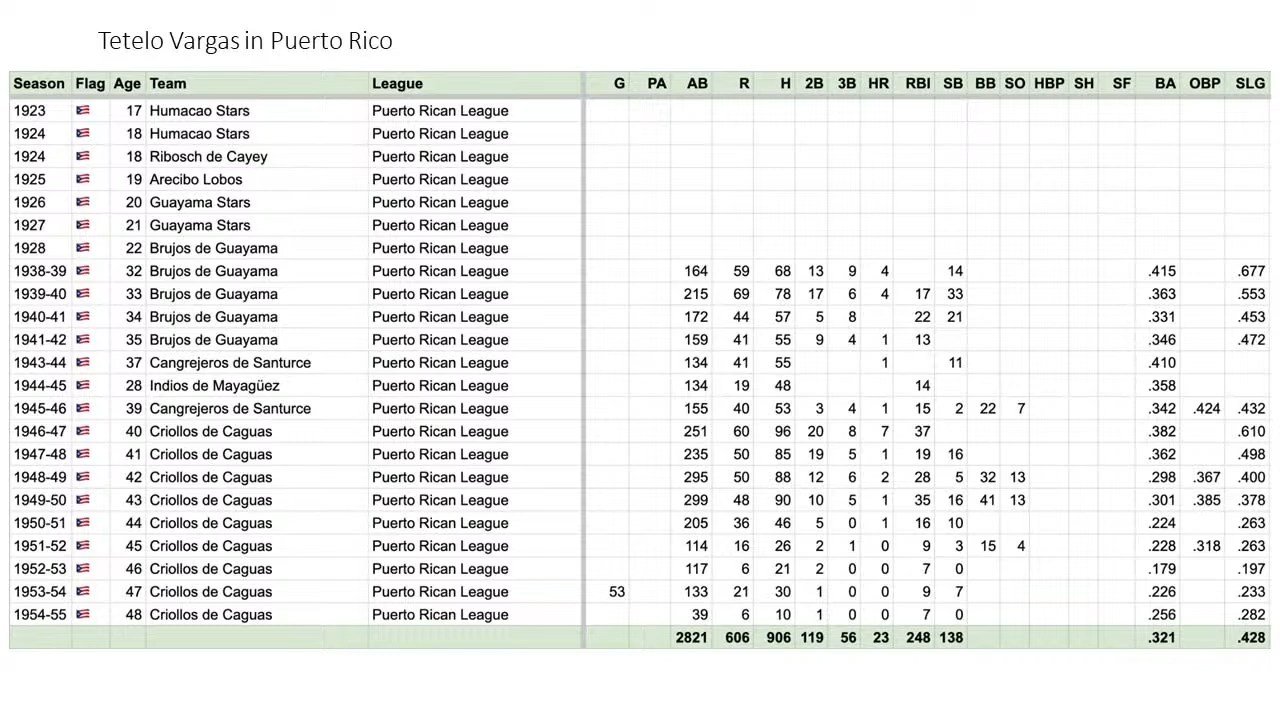 Tetelo Vargas in Puerto Rico
Season Flag Age Team League G PA AB R H 2B 3B HR RBI SB BB SO HBP SH SF BA OBP SLG
1923 17 Humacao Stars Puerto Rican League
1924 18 Humacao Stars Puerto Rican League
1924 18 Ribosch de Cayey Puerto Rican League
1925 19 Arecibo Lobos Puerto Rican League
1926 20 Guayama Stars Puerto Rican League
1927 21 Guayama Stars Puerto Rican League
1928 22 Brujos de Guayama Puerto Rican League
1938-39 32 Brujos de Guayama Puerto Rican League 164 59 68 13 9 4 14 .415 .677
1939-40 33 Brujos de Guayama Puerto Rican League 215 69 78 17 6 4 17 33 .363 .553
1940-41 34 Brujos de Guayama Puerto Rican League 172 44 57 5 8 22 21 .331 .453
1941-42 35 Brujos de Guayama Puerto Rican League 159 41 55 9 4 1 13 .346 .472
1943-44 37 Cangrejeros de Santurce Puerto Rican League 134 41 55 1 11 .410
1944-45 28 Indios de Mayagüez Puerto Rican League 134 19 48 14 .358
1945-46 39 Cangrejeros de Santurce Puerto Rican League 155 40 53 3 4 1 15 2 22 7 .342 .424 .432
1946-47 40 Criollos de Caguas Puerto Rican League 251 60 96 20 8 7 37 .382 .610
1947-48 41 Criollos de Caguas Puerto Rican League 235 50 85 19 5 1 19 16 .362 .498
1948-49 42 Criollos de Caguas Puerto Rican League 295 50 88 12 6 2 28 5 32 13 .298 .367 .400
1949-50 43 Criollos de Caguas Puerto Rican League 299 48 90 10 5 1 35 16 41 13 .301 .385 .378
1950-51 44 Criollos de Caguas Puerto Rican League 205 36 46 5 0 1 16 10 .224 .263
1951-52 45 Criollos de Caguas Puerto Rican League 114 16 26 2 1 0 9 3 15 4 .228 .318 .263
1952-53 46 Criollos de Caguas Puerto Rican League 117 6 21 2 0 0 7 0 .179 .197
1953-54 47 Criollos de Caguas Puerto Rican League 53 133 21 30 1 0 0 9 7 .226 .233
1954-55 48 Criollos de Caguas Puerto Rican League 39 6 10 1 0 0 7 0 .256 .282
2821 606 906 119 56 23 248 138 .321 .428